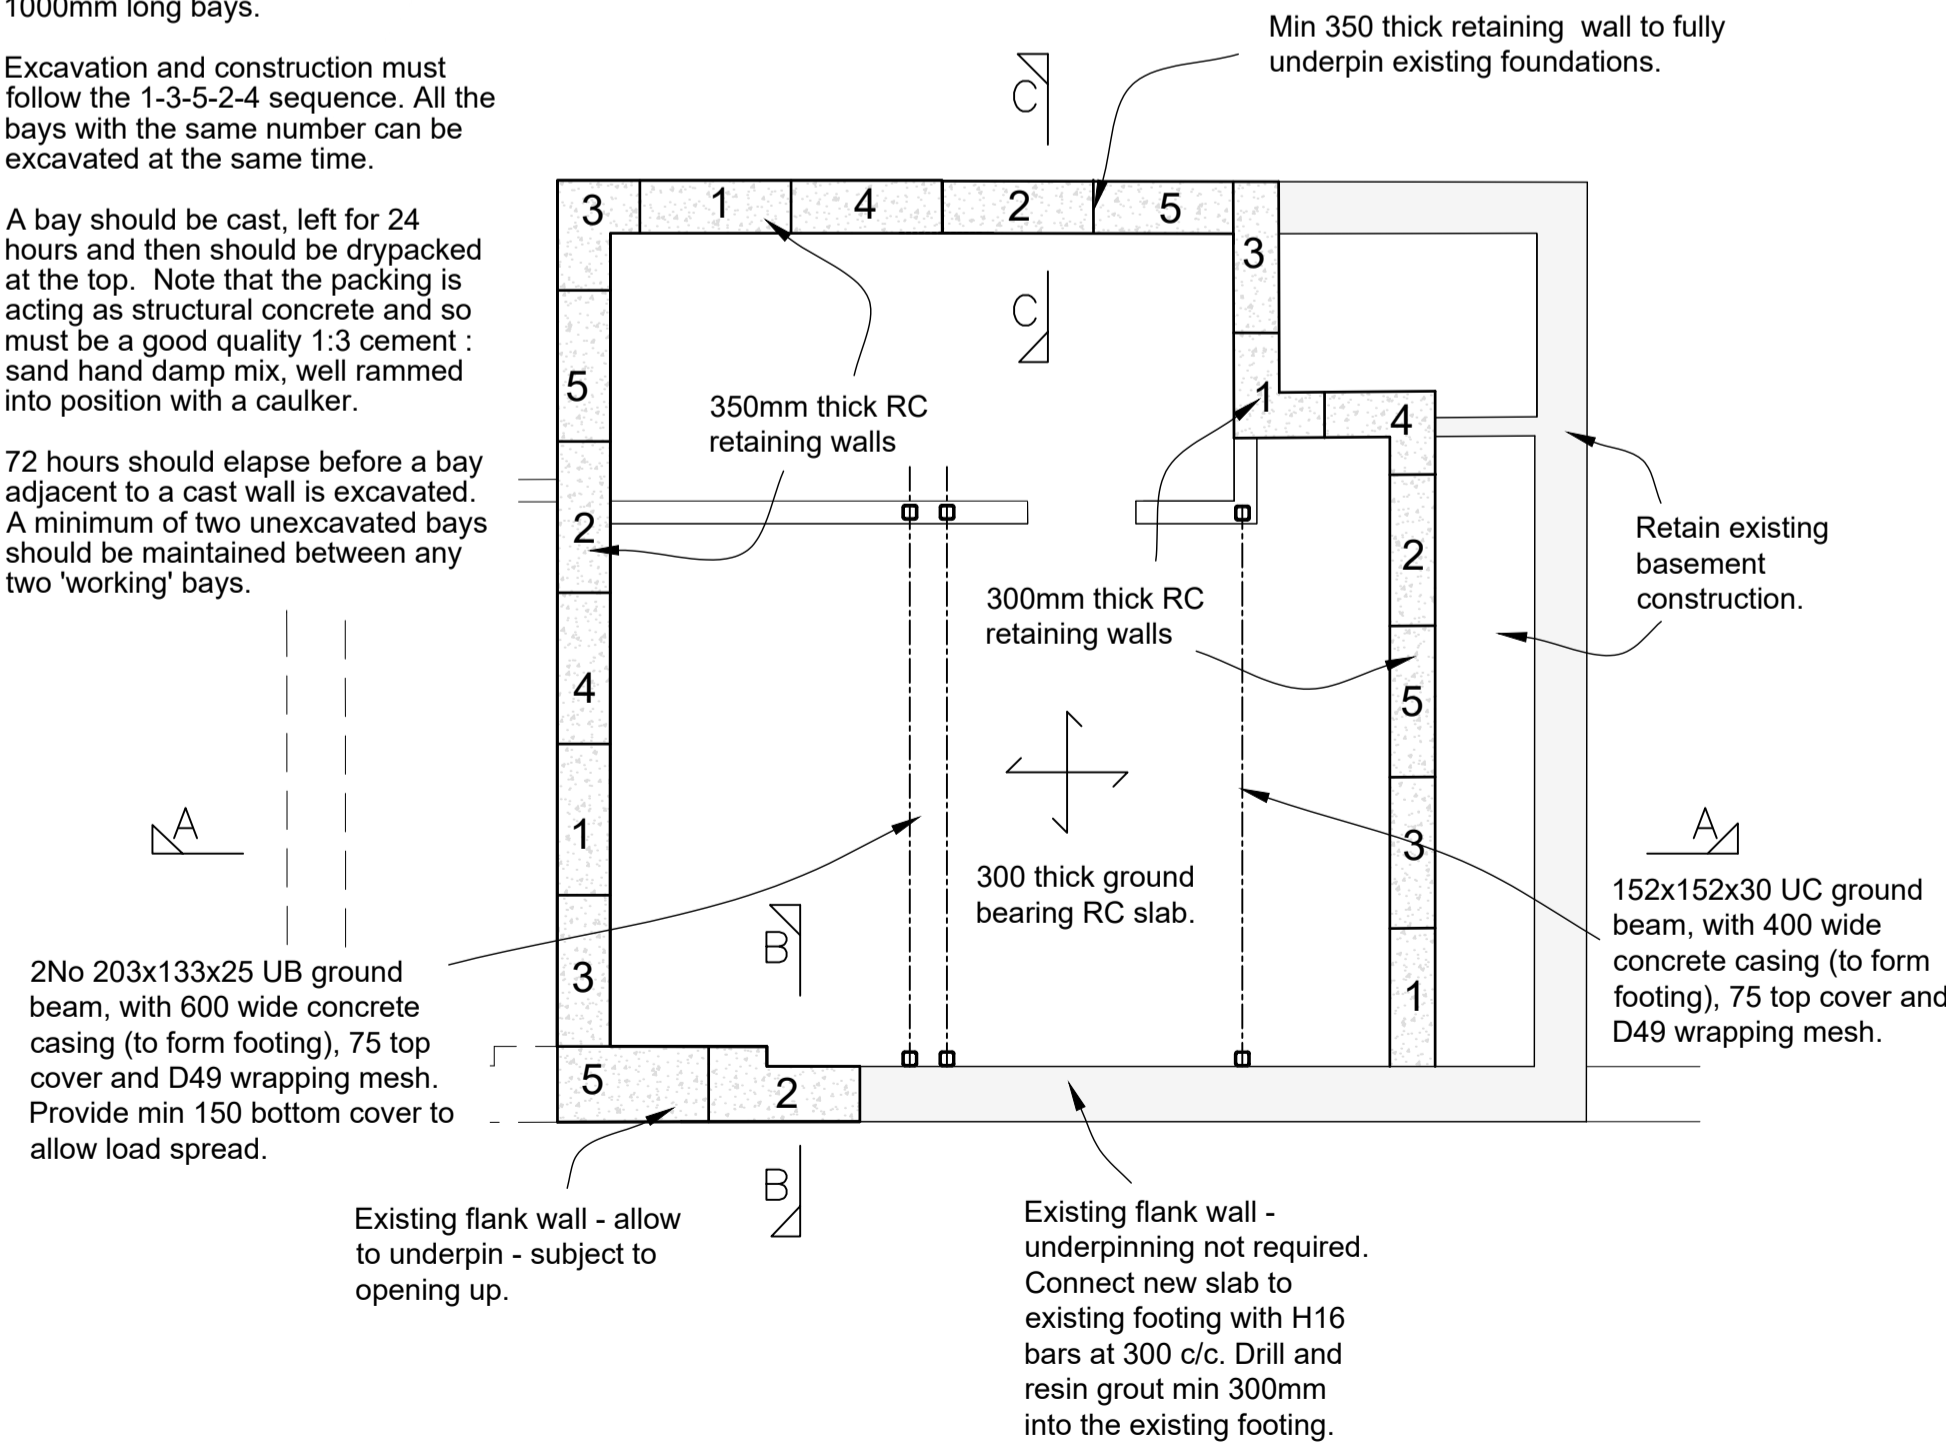 1000mm long bays.
Excavation and construction must
follow the 1-3-5-2-4 sequence. All the
bays with the same number can be
excavated at the same time.
A bay should be cast, left for 24
hours and then should be drypacked
at the top.  Note that the packing is
acting as structural concrete and so
must be a good quality 1:3 cement :
sand hand damp mix, well rammed
into position with a caulker.
72 hours should elapse before a bay
adjacent to a cast wall is excavated.
A minimum of two unexcavated bays
should be maintained between any
two 'working' bays.
Min 350 thick retaining  wall to fully
underpin existing foundations.
C
3
1
4
2
5
3
C
5
350mm thick RC
retaining walls
1
4
2
2
300mm thick RC
retaining walls
Retain existing
basement
construction.
4
5
A
1
3
A
300 thick ground
bearing RC slab.
B
3
1
2No 203x133x25 UB ground
beam, with 600 wide concrete
casing (to form footing), 75 top
cover and D49 wrapping mesh.
Provide min 150 bottom cover to
allow load spread.
152x152x30 UC ground
beam, with 400 wide
concrete casing (to form
footing), 75 top cover and
D49 wrapping mesh.
5
2
B
Existing flank wall - allow
to underpin - subject to
opening up.
Existing flank wall -
underpinning not required.
Connect new slab to
existing footing with H16
bars at 300 c/c. Drill and
resin grout min 300mm
into the existing footing.